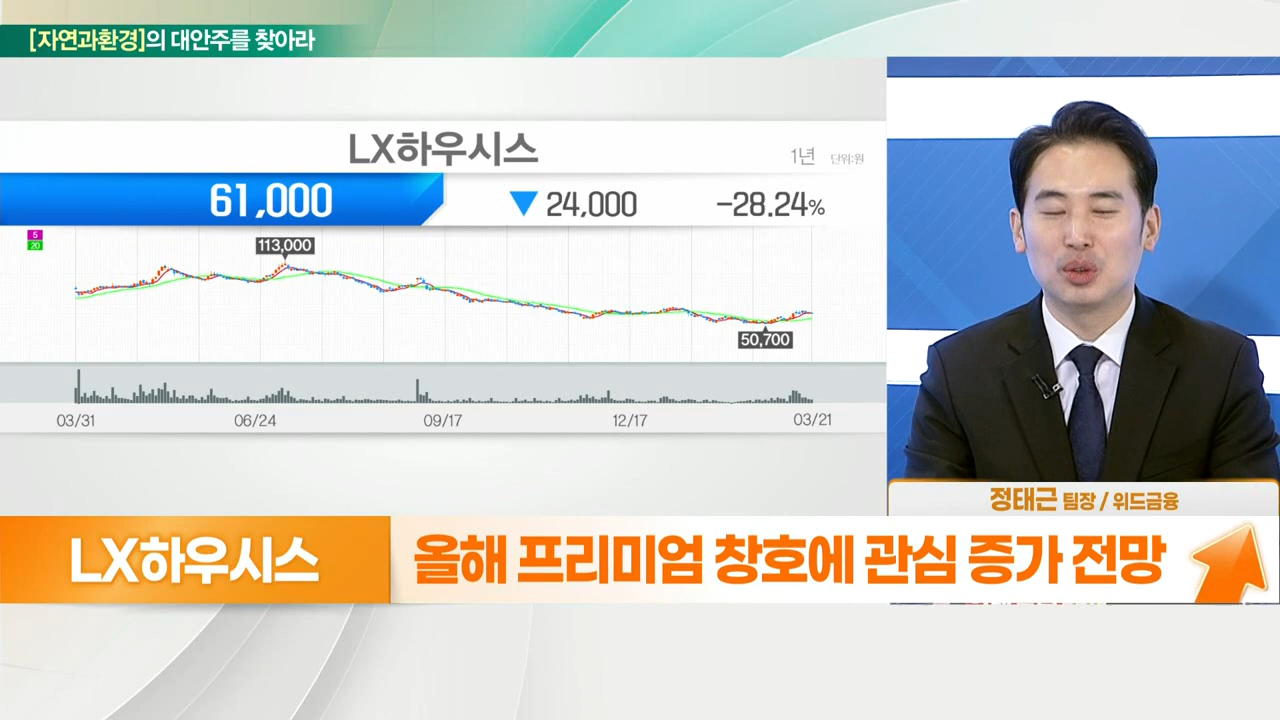 [자연과환경]의 대안주를 찾아라
LX하우시스
1년 단위:원
61,000 ▼ 24,000 -28.24%
5
20
113,000
50,700
03/31 06/24 09/17 12/17 03/21
정태근 팀장 / 위드금융
LX하우시스
올해 프리미엄 창호에 관심 증가 전망